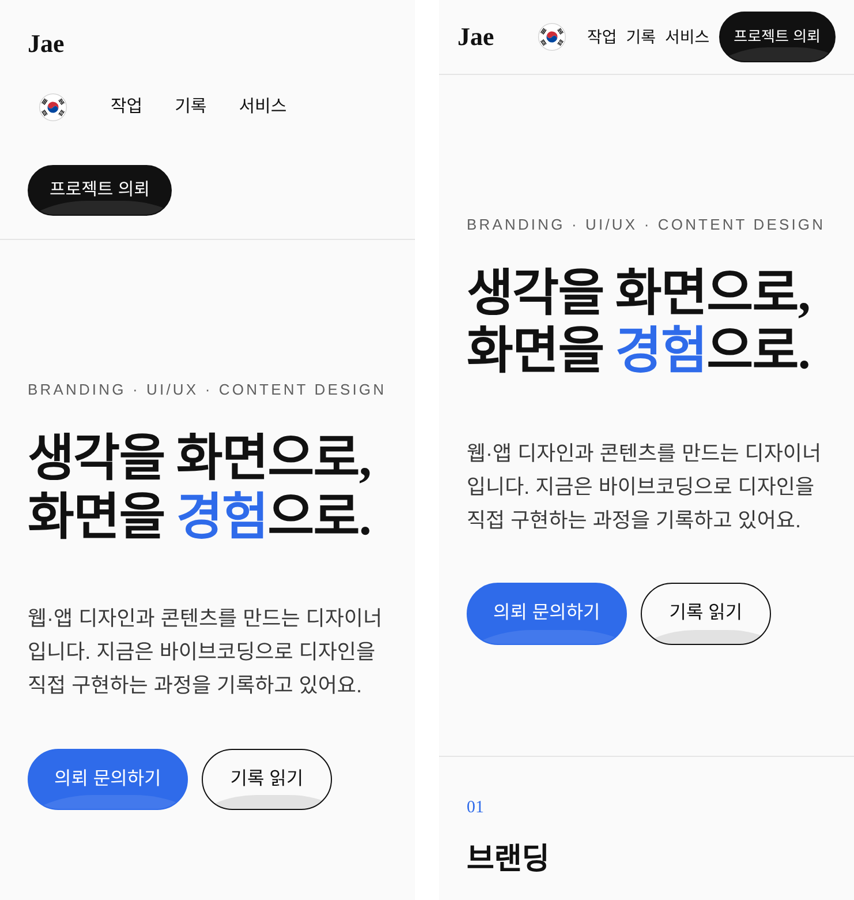 Jae
작업 기록 서비스
프로젝트 의뢰
BRANDING · UI/UX · CONTENT DESIGN
생각을 화면으로,
화면을 경험으로.
웹·앱 디자인과 콘텐츠를 만드는 디자이너
입니다. 지금은 바이브코딩으로 디자인을
직접 구현하는 과정을 기록하고 있어요.
의뢰 문의하기 기록 읽기
Jae 작업 기록 서비스 프로젝트 의뢰
BRANDING · UI/UX · CONTENT DESIGN
생각을 화면으로,
화면을 경험으로.
웹·앱 디자인과 콘텐츠를 만드는 디자이너
입니다. 지금은 바이브코딩으로 디자인을
직접 구현하는 과정을 기록하고 있어요.
의뢰 문의하기 기록 읽기
01
브랜딩